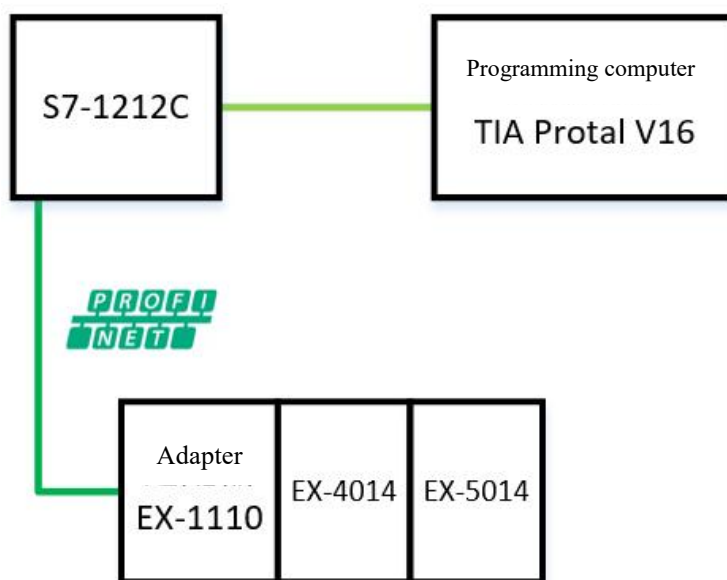 S7-1212C
Programming computer
TIA Protal V16
PROFI
NET
Adapter
EX-1110
EX-4014
EX-5014